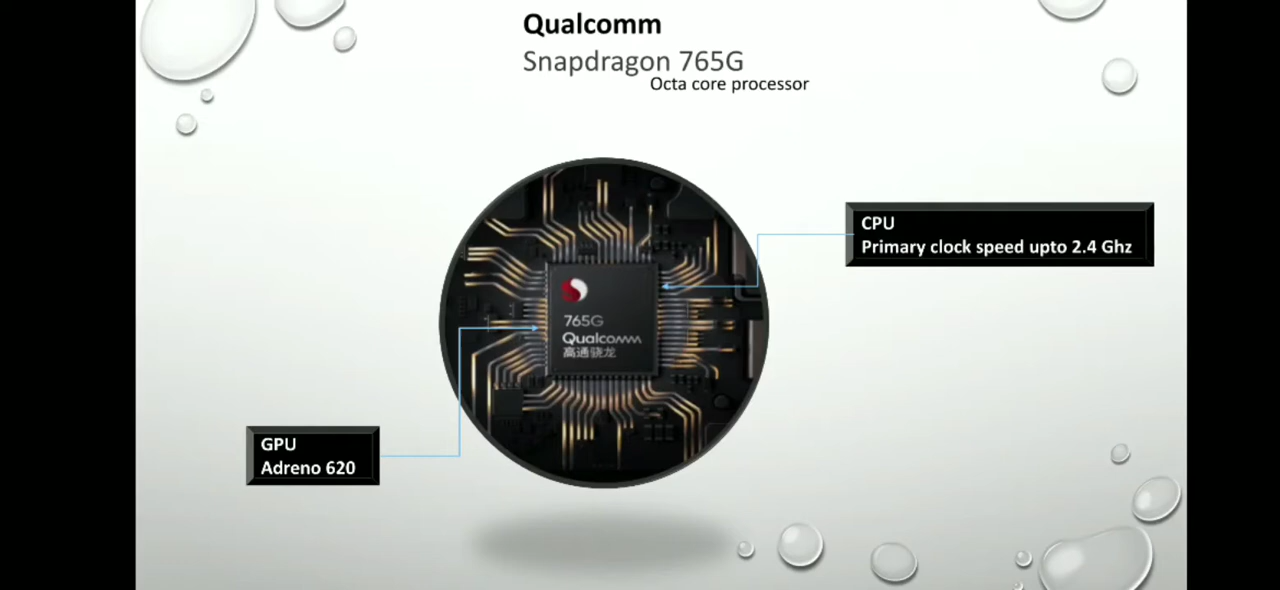 Qualcomm
Snapdragon 765G
Octa core processor
CPU
Primary clock speed upto 2.4 Ghz
765G
Qualcomm
高通骁龙
GPU
Adreno 620